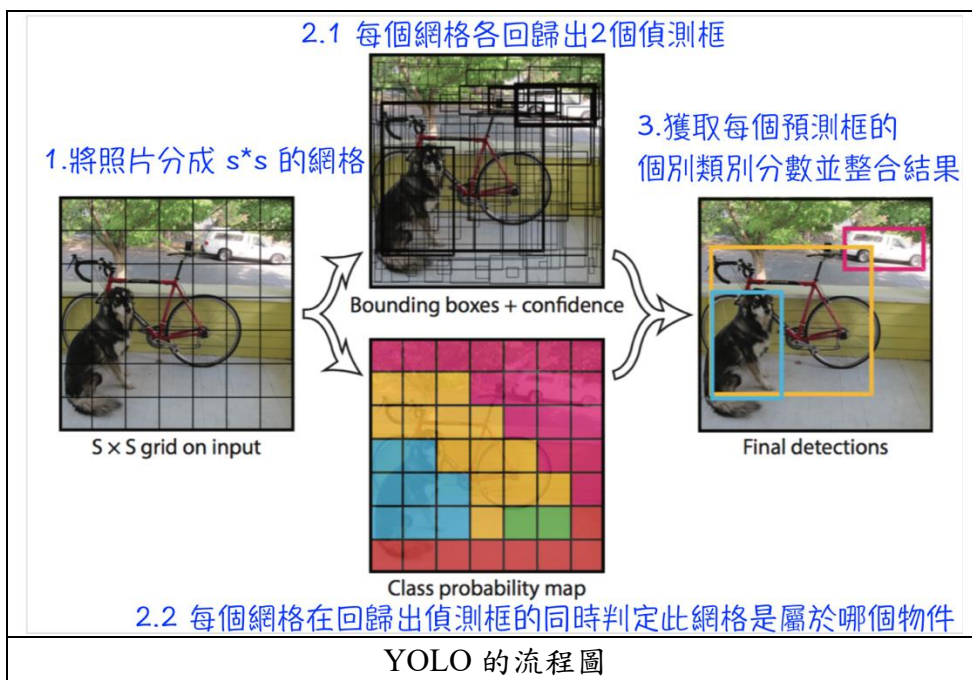 2.1 每個網格各回歸出2個偵測框
1.將照片分成 s*s 的網格
3.獲取每個預測框的
個別類別分數並整合結果
Bounding boxes + confidence
S × S grid on input
Final detections
Class probability map
2.2 每個網格在回歸出偵測框的同時判定此網格是屬於哪個物件
YOLO 的流程圖